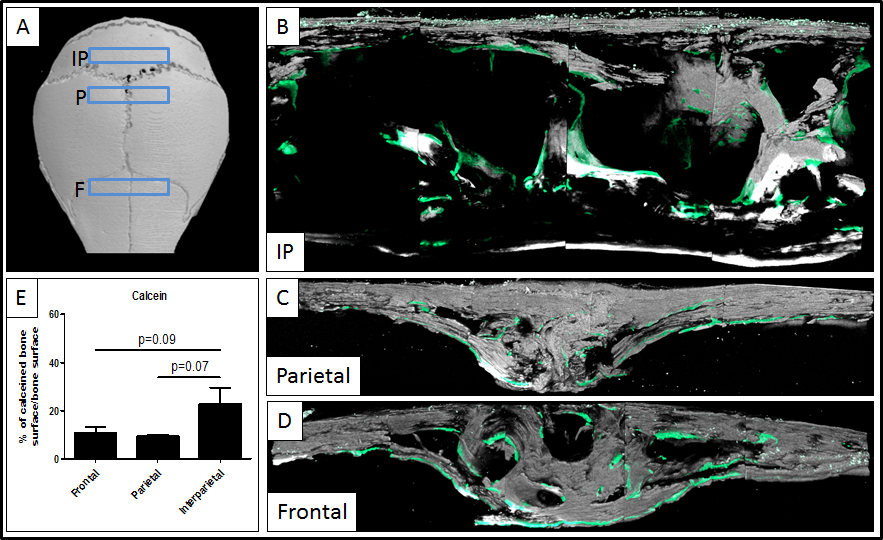 A
IP
P
F
B
IP
C
Parietal
D
Frontal
E
Calcein
% of calceined bone
surface/bone surface
60
40
20
0
p=0.09
p=0.07
Frontal
Parietal
Interparietal